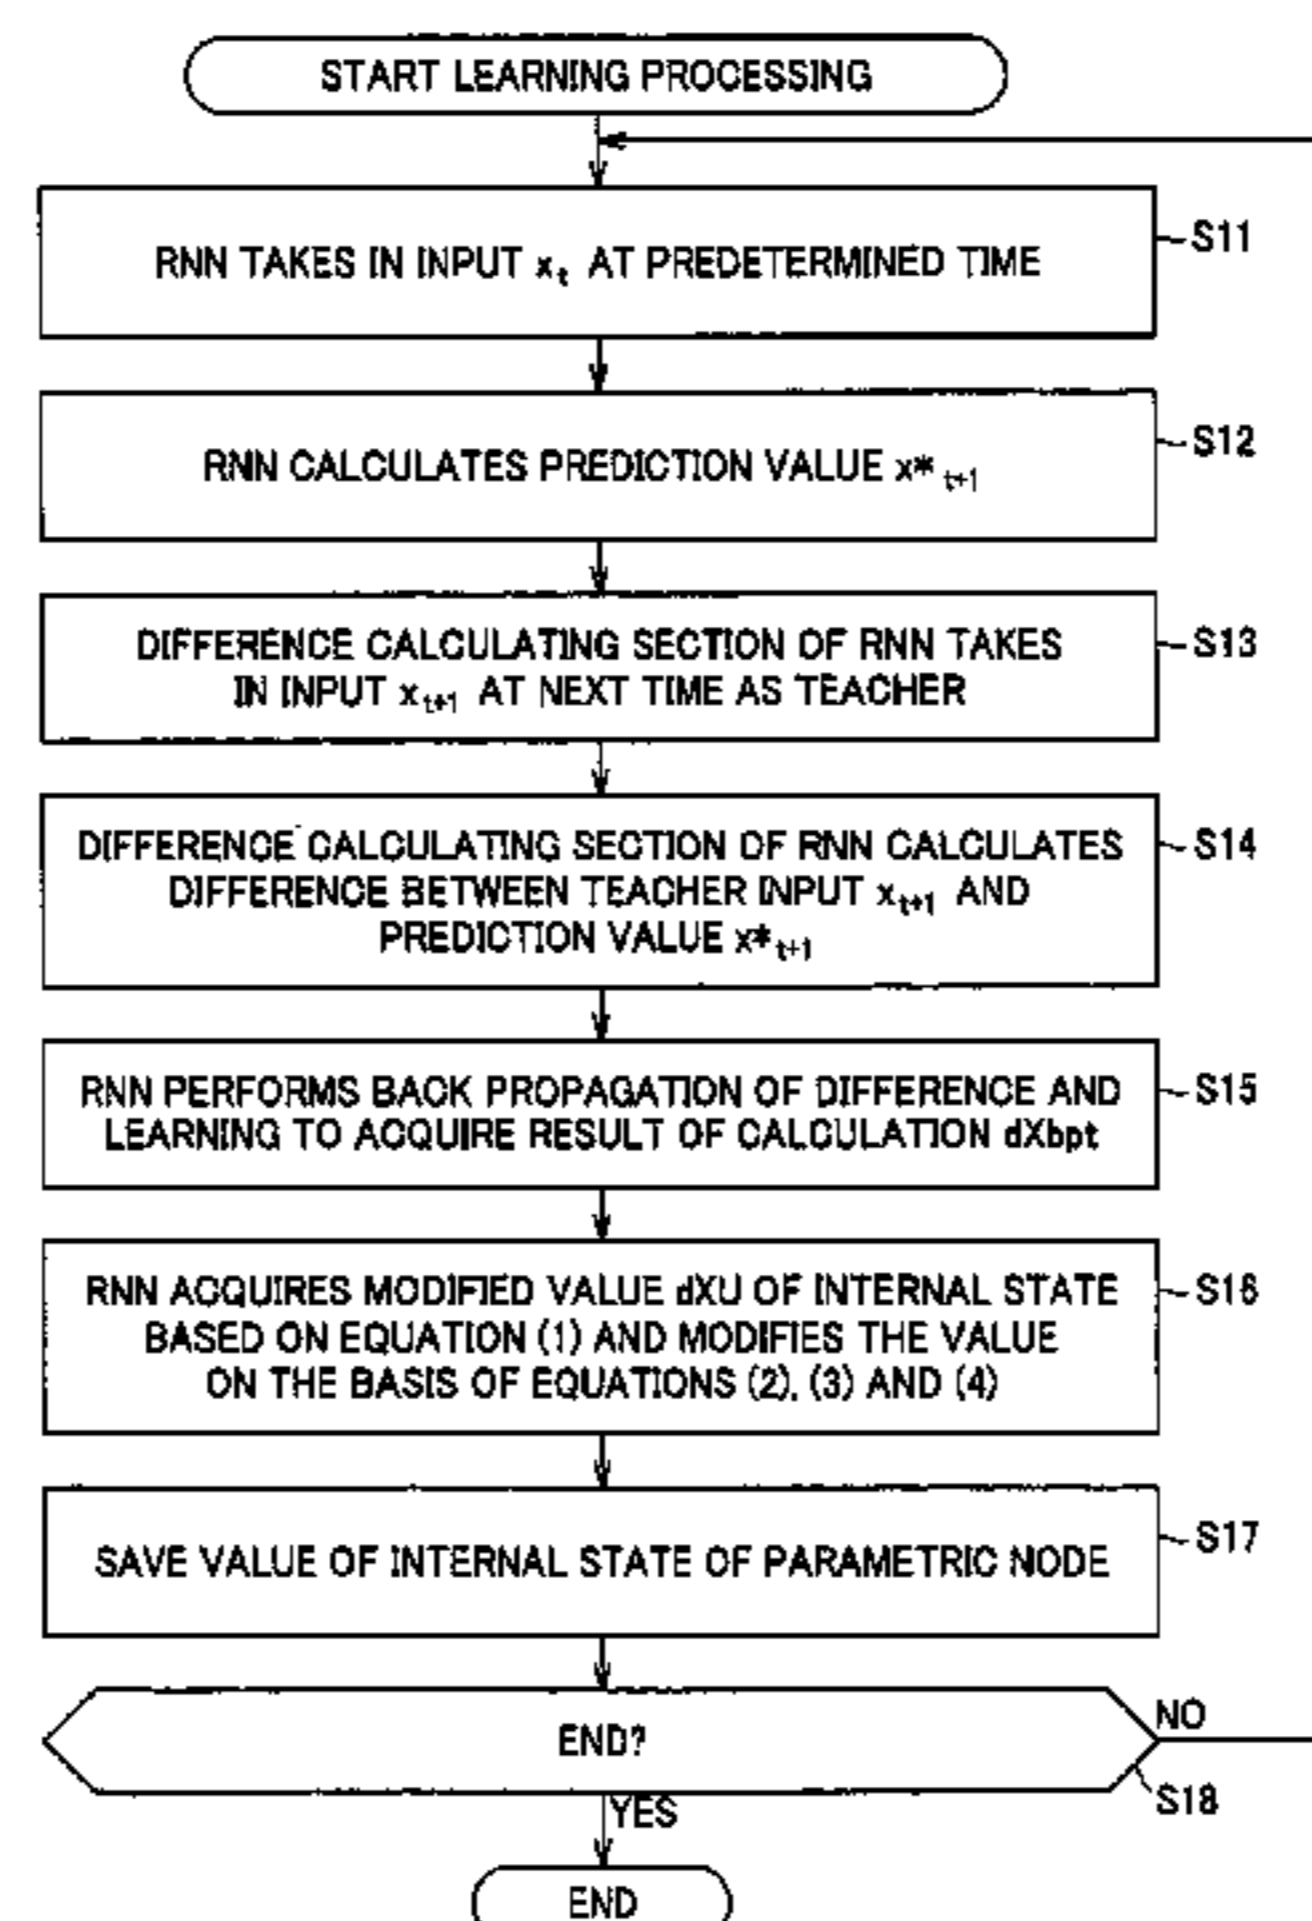 START LEARNING PROCESSING
RNN TAKES IN INPUT xₜ AT PREDETERMINED TIME
S11
RNN CALCULATES PREDICTION VALUE x*ₜ₊₁
S12
DIFFERENCE CALCULATING SECTION OF RNN TAKES
IN INPUT xₜ₊₁ AT NEXT TIME AS TEACHER
S13
DIFFERENCE CALCULATING SECTION OF RNN CALCULATES
DIFFERENCE BETWEEN TEACHER INPUT xₜ₊₁ AND
PREDICTION VALUE x*ₜ₊₁
S14
RNN PERFORMS BACK PROPAGATION OF DIFFERENCE AND
LEARNING TO ACQUIRE RESULT OF CALCULATION dXbpt
S15
RNN ACQUIRES MODIFIED VALUE dXU OF INTERNAL STATE
BASED ON EQUATION (1) AND MODIFIES THE VALUE
ON THE BASIS OF EQUATIONS (2), (3) AND (4)
S16
SAVE VALUE OF INTERNAL STATE OF PARAMETRIC NODE
S17
END?
NO
S18
YES
END